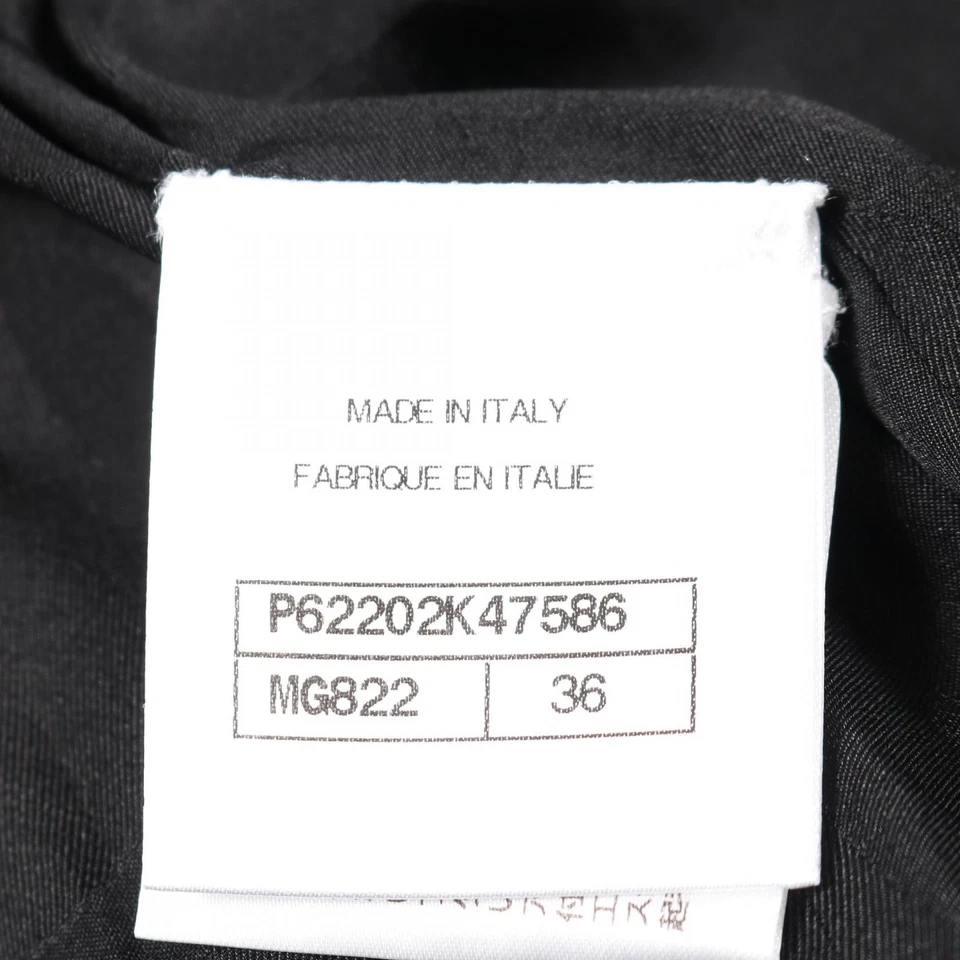 MADE IN ITALY
FABRIQUE EN ITALIE
P62202K47586
MG822 36